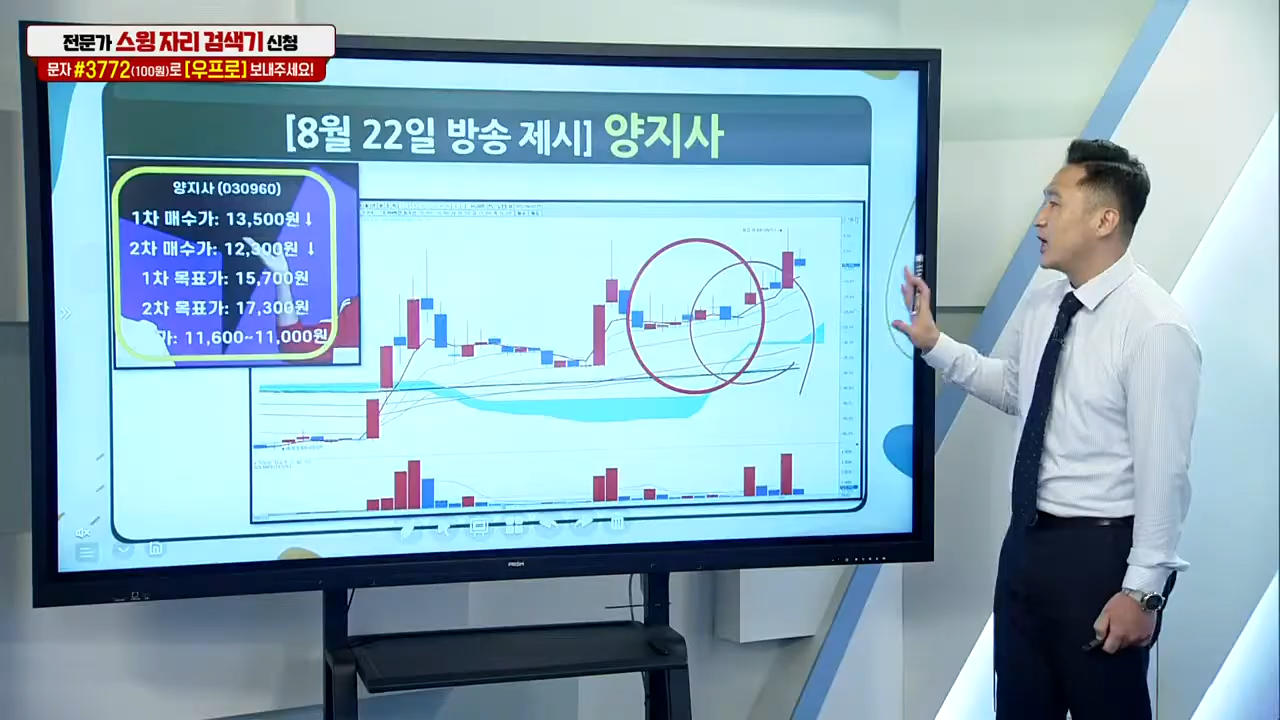 전문가 스윙 자리 검색기 신청
문자 #3772(100원)로 [우프로] 보내주세요!
[8월 22일 방송 제시] 양지사
양지사 (030960)
1차 매수가: 13,500원↓
2차 매수가: 12,300원 ↓
1차 목표가: 15,700원
2차 목표가: 17,300원
가: 11,600~11,000원
PRISM